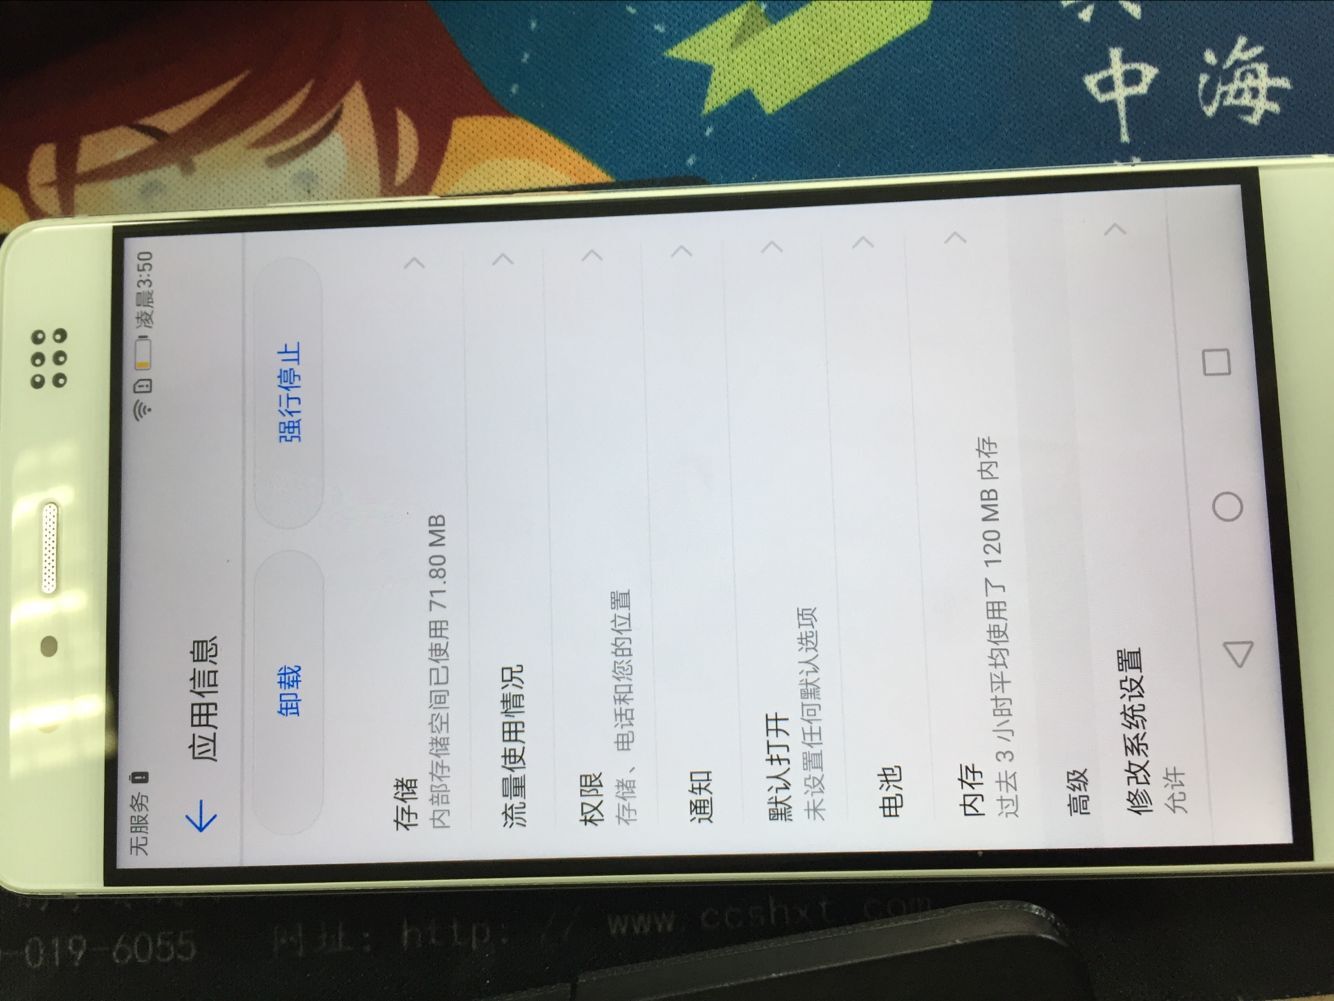 无服务
凌晨3:50
应用信息
卸载
强行停止
存储
内部存储空间已使用 71.80 MB
流量使用情况
权限
存储、电话和您的位置
通知
默认打开
未设置任何默认选项
电池
内存
过去 3 小时平均使用了 120 MB 内存
高级
修改系统设置
允许
中
海
-019-6055
网址: http: // www.ccshxt.com